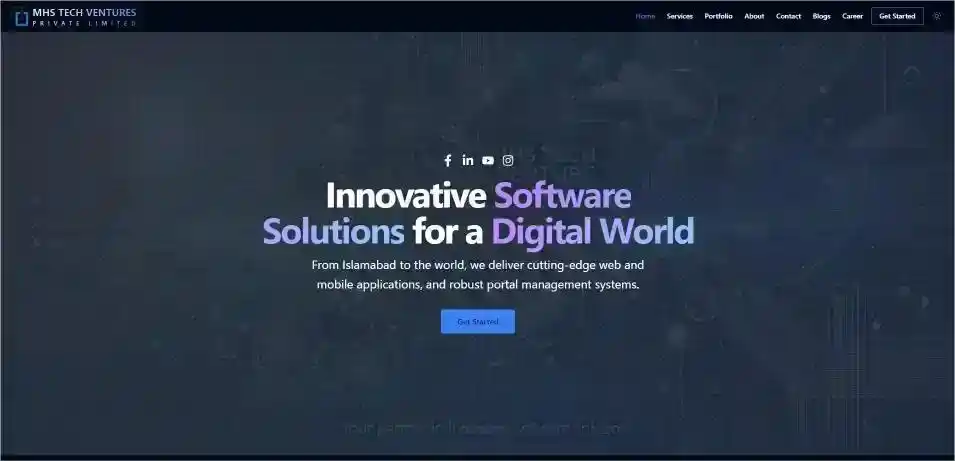 MHS TECH VENTURES
PRIVATE LIMITED
Home Services Portfolio About Contact Blogs Career Get Started
Innovative Software
Solutions for a Digital World
From Islamabad to the world, we deliver cutting-edge web and
mobile applications, and robust portal management systems.
Get Started